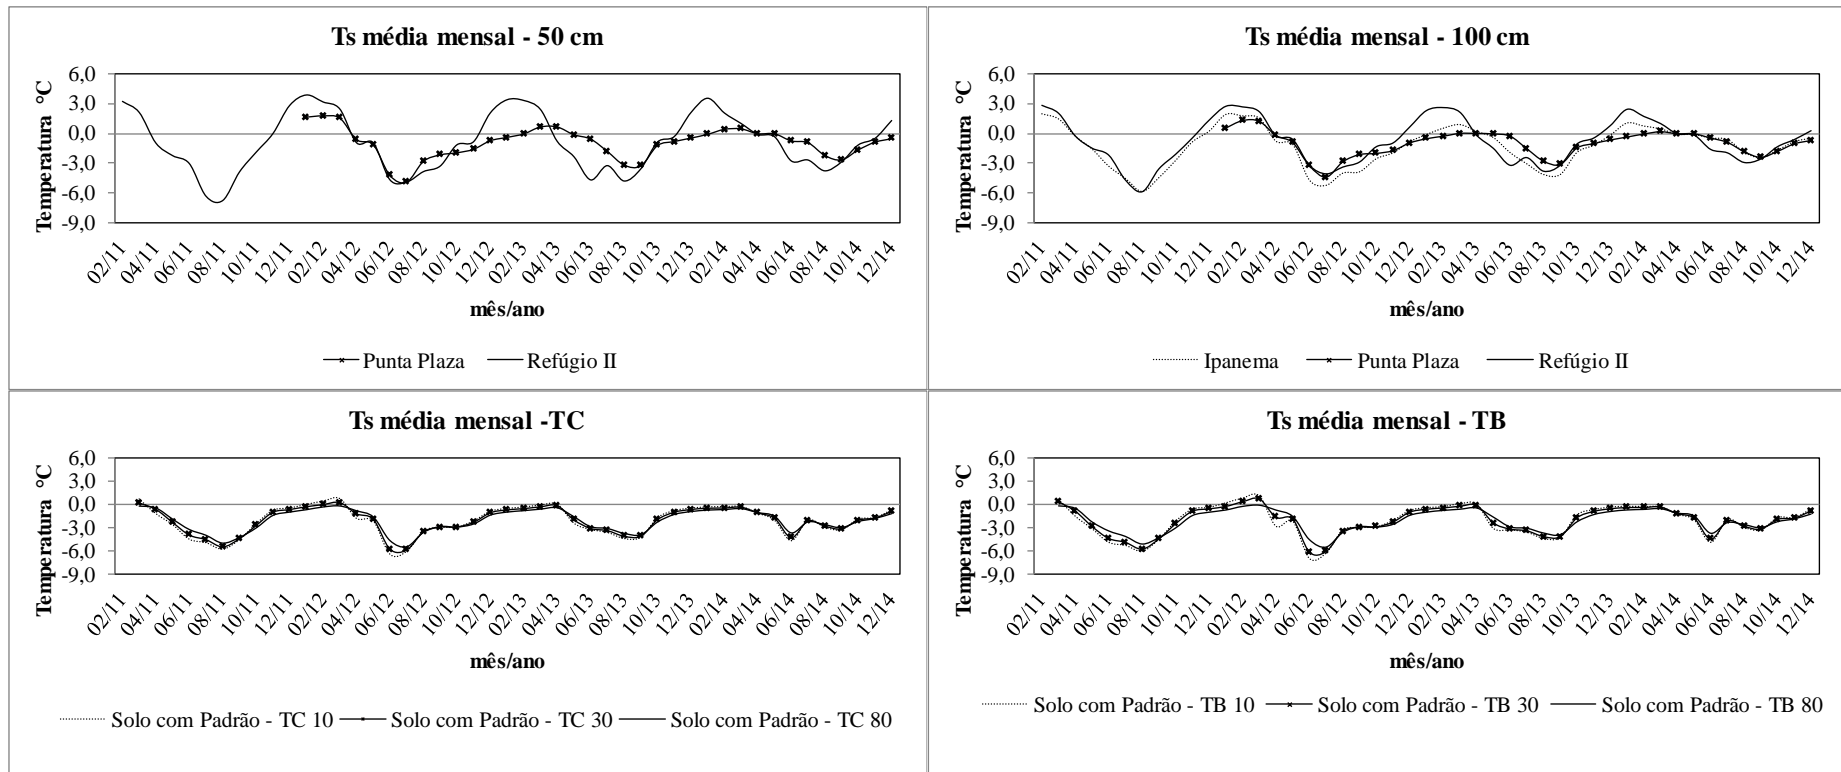 Ts média mensal - 50 cm
6,0
3,0
0,0
-3,0
-6,0
-9,0
Temperatura °C
02/11 04/11 06/11 08/11 10/11 12/11 02/12 04/12 06/12 08/12 10/12 12/12 02/13 04/13 06/13 08/13 10/13 12/13 02/14 04/14 06/14 08/14 10/14 12/14
mês/ano
Punta Plaza Refúgio II
Ts média mensal - 100 cm
6,0
3,0
0,0
-3,0
-6,0
-9,0
Temperatura °C
02/11 04/11 06/11 08/11 10/11 12/11 02/12 04/12 06/12 08/12 10/12 12/12 02/13 04/13 06/13 08/13 10/13 12/13 02/14 04/14 06/14 08/14 10/14 12/14
mês/ano
Ipanema Punta Plaza Refúgio II
Ts média mensal -TC
6,0
3,0
0,0
-3,0
-6,0
-9,0
Temperatura °C
02/11 04/11 06/11 08/11 10/11 12/11 02/12 04/12 06/12 08/12 10/12 12/12 02/13 04/13 06/13 08/13 10/13 12/13 02/14 04/14 06/14 08/14 10/14 12/14
mês/ano
Solo com Padrão - TC 10 Solo com Padrão - TC 30 Solo com Padrão - TC 80
Ts média mensal - TB
6,0
3,0
0,0
-3,0
-6,0
-9,0
Temperatura °C
02/11 04/11 06/11 08/11 10/11 12/11 02/12 04/12 06/12 08/12 10/12 12/12 02/13 04/13 06/13 08/13 10/13 12/13 02/14 04/14 06/14 08/14 10/14 12/14
mês/ano
Solo com Padrão - TB 10 Solo com Padrão - TB 30 Solo com Padrão - TB 80